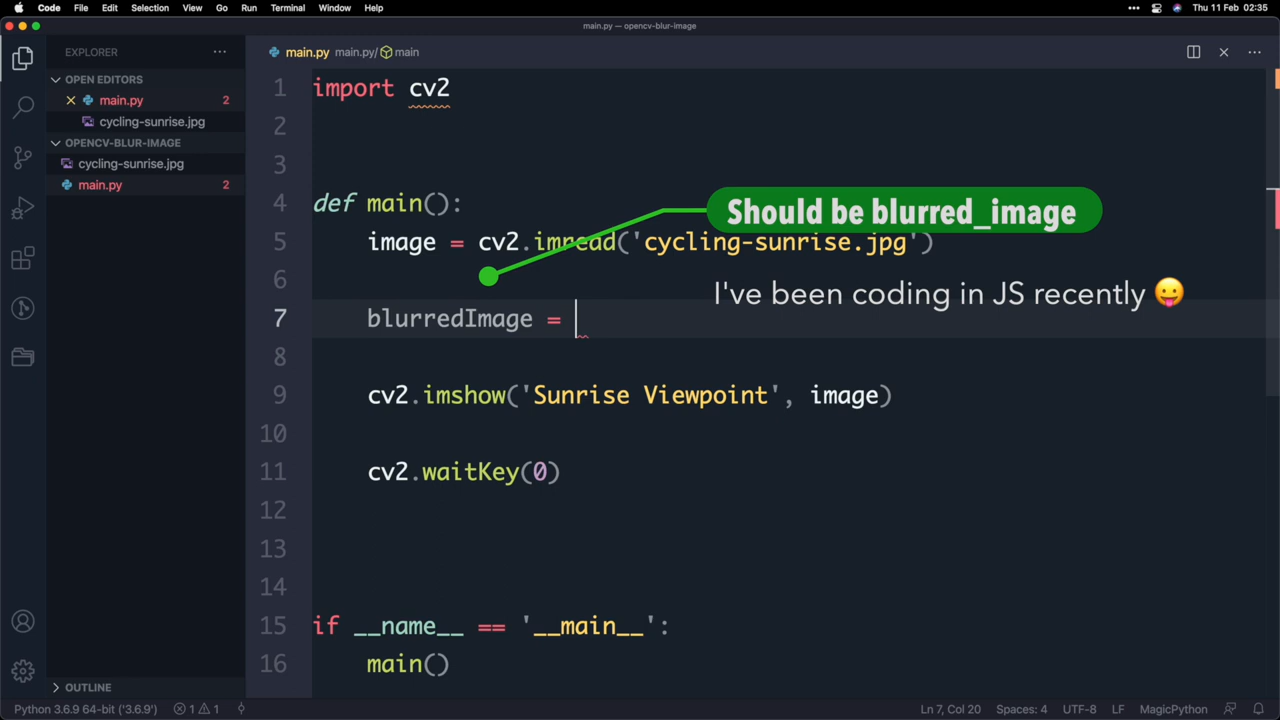 Code File Edit Selection View Go Run Terminal Window Help
••• Thu 11 Feb 02:35
main.py — opencv-blur-image
EXPLORER ···
OPEN EDITORS
main.py 2
cycling-sunrise.jpg
OPENCV-BLUR-IMAGE
cycling-sunrise.jpg
main.py 2
OUTLINE
main.py main.py/ main
1 import cv2
2
3
4 def main():
Should be blurred_image
5 image = cv2.imread('cycling-sunrise.jpg')
6
I've been coding in JS recently 😛
7 blurredImage =
8
9 cv2.imshow('Sunrise Viewpoint', image)
10
11 cv2.waitKey(0)
12
13
14
15 if __name__ == '__main__':
16 main()
Python 3.6.9 64-bit ('3.6.9') 1 1 Ln 7, Col 20 Spaces: 4 UTF-8 LF MagicPython